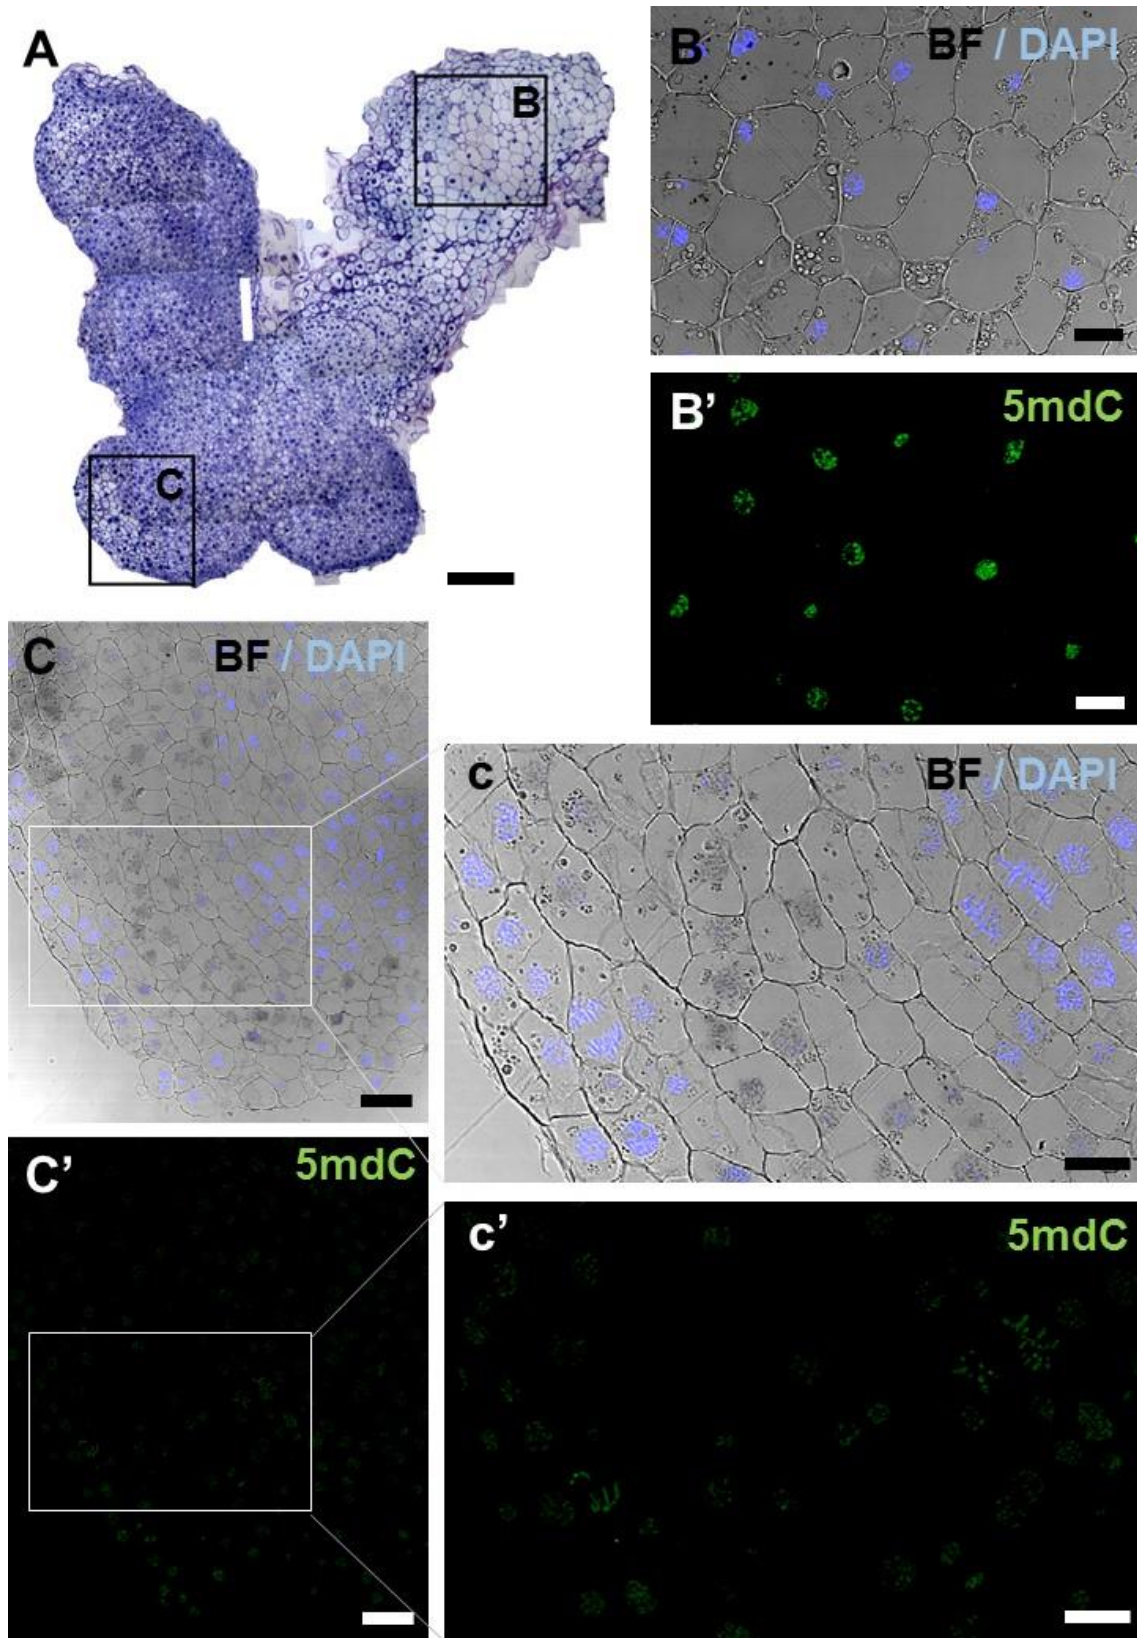 A
B
C
B BF / DAPI
B’ 5mdC
C BF / DAPI
c BF / DAPI
C’ 5mdC
c’ 5mdC